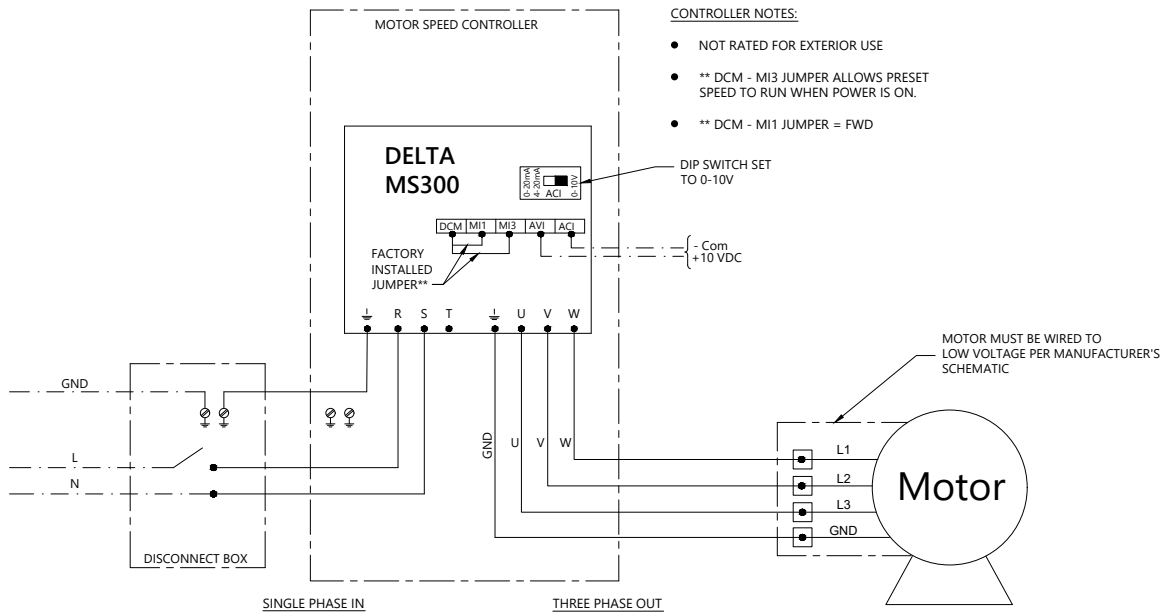 MOTOR SPEED CONTROLLER
CONTROLLER NOTES:
● NOT RATED FOR EXTERIOR USE
● ** DCM - MI3 JUMPER ALLOWS PRESET
SPEED TO RUN WHEN POWER IS ON.
● ** DCM - MI1 JUMPER = FWD
DELTA
MS300
0-20mA
4-20mA
ACI
0-10V
DIP SWITCH SET
TO 0-10V
DCM MI1 MI3 AVI ACI
FACTORY
INSTALLED
JUMPER**
- Com
+10 VDC
R S T U V W
MOTOR MUST BE WIRED TO
LOW VOLTAGE PER MANUFACTURER'S
SCHEMATIC
GND
L
N
DISCONNECT BOX
GND U V W
L1
L2
L3
GND
Motor
SINGLE PHASE IN
THREE PHASE OUT